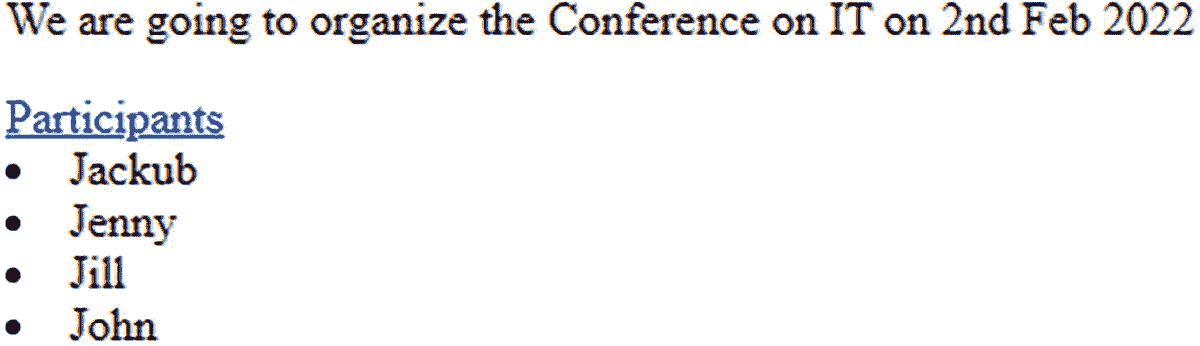 We are going to organize the Conference on IT on 2nd Feb 2022
Participants
• Jackub
• Jenny
• Jill
• John